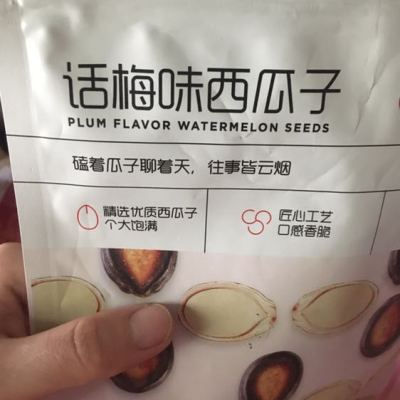 话梅味西瓜子
PLUM FLAVOR WATERMELON SEEDS
磕着瓜子聊着天，往事皆云烟
精选优质西瓜子
个大饱满
匠心工艺
口感香脆